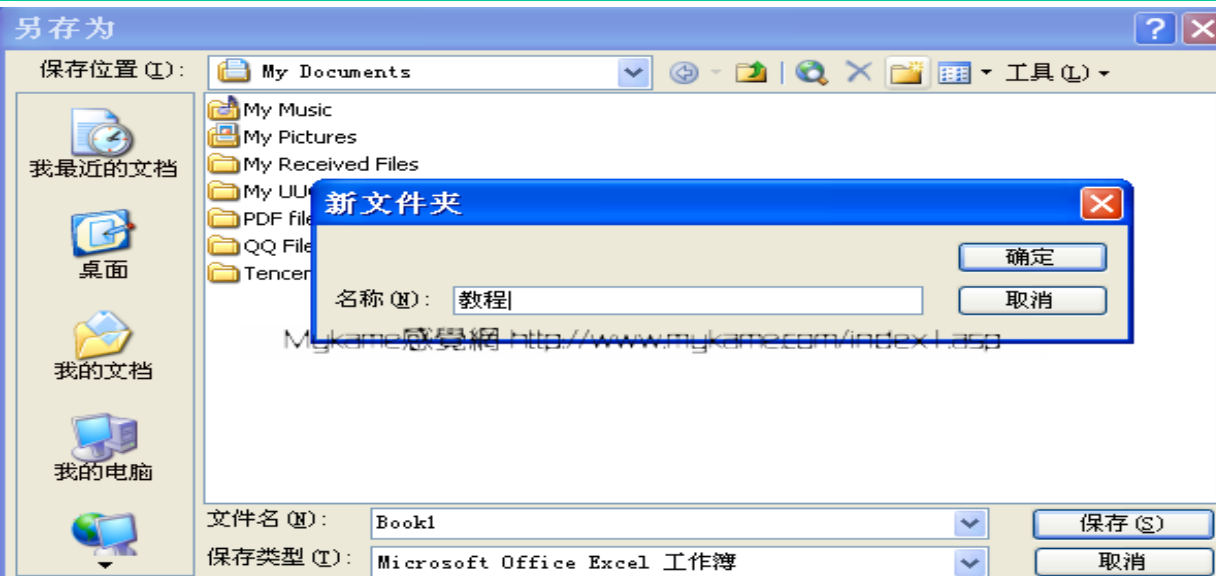 另存为
保存位置(I): My Documents 工具(L)
My Music
My Pictures
我最近的文档
My Received Files
My UU
新文件夹
PDF file
QQ File
确定
桌面
Tencen
名称(N): 教程
取消
Mykame感覺網 http://www.mykame.com/index1.asp
我的文档
我的电脑
文件名(N): Book1 保存(S)
保存类型(T): Microsoft Office Excel 工作簿 取消